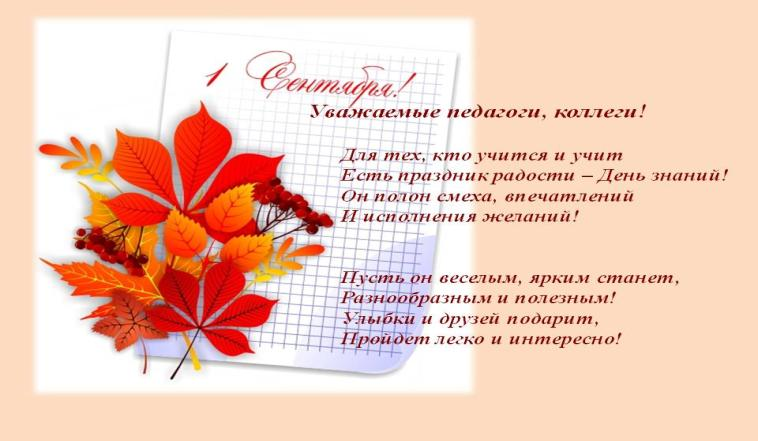 1 Сентября!
Уважаемые педагоги, коллеги!
Для тех, кто учится и учит
Есть праздник радости – День знаний!
Он полон смеха, впечатлений
И исполнения желаний!
Пусть он веселым, ярким станет,
Разнообразным и полезным!
Улыбки и друзей подарит,
Пройдет легко и интересно!